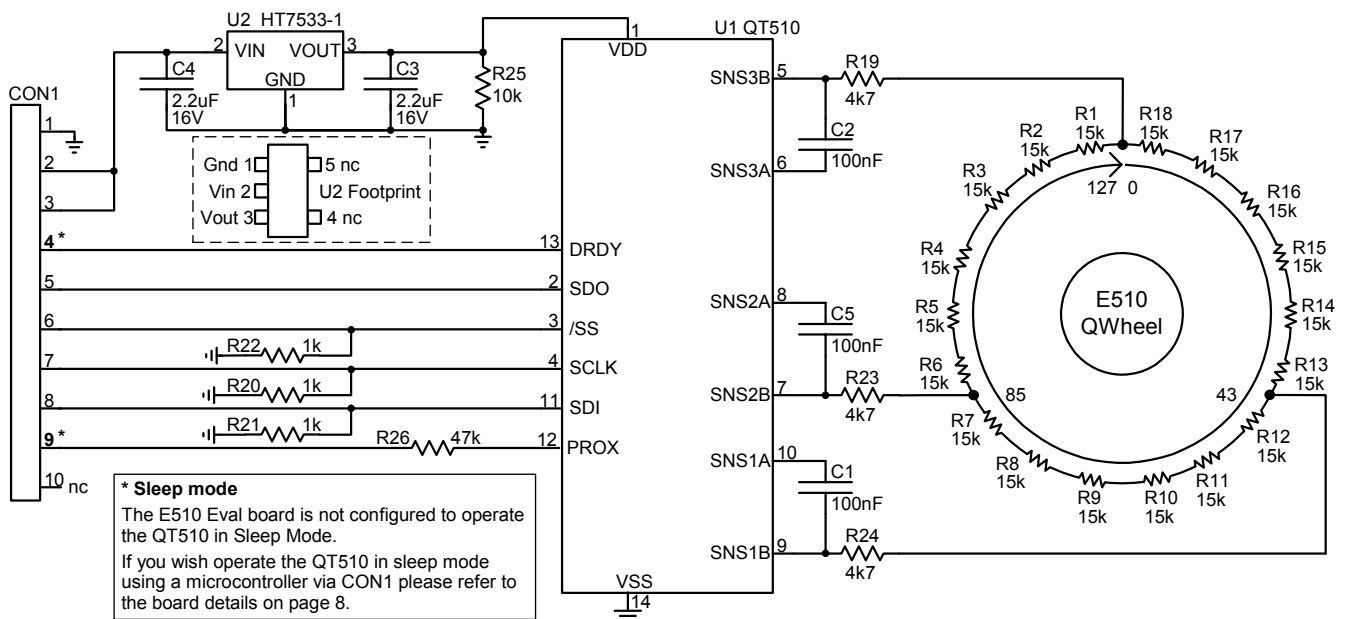 U2 HT7533-1
2 VIN VOUT 3
GND
1
C4
2.2uF
16V
C3
2.2uF
16V
R25
10k
CON1
1
2
3
4 *
5
6
7
8
9 *
10 nc
Gnd 1
Vin 2
Vout 3
5 nc
U2 Footprint
4 nc
R22 1k
R20 1k
R21 1k
R26 47k
* Sleep mode
The E510 Eval board is not configured to operate
the QT510 in Sleep Mode.
If you wish operate the QT510 in sleep mode
using a microcontroller via CON1 please refer to
the board details on page 8.
U1 QT510
1
VDD
13 DRDY
2 SDO
3 /SS
4 SCLK
11 SDI
12 PROX
SNS3B 5
SNS3A 6
SNS2A 8
SNS2B 7
SNS1A 10
SNS1B 9
VSS
14
R19
4k7
C2
100nF
C5
100nF
R23
4k7
C1
100nF
R24
4k7
R1
15k
R2
15k
R3
15k
R4
15k
R5
15k
R6
15k
R7
15k
R8
15k
R9
15k
R10
15k
R11
15k
R12
15k
R13
15k
R14
15k
R15
15k
R16
15k
R17
15k
R18
15k
127 0
E510
QWheel
85
43